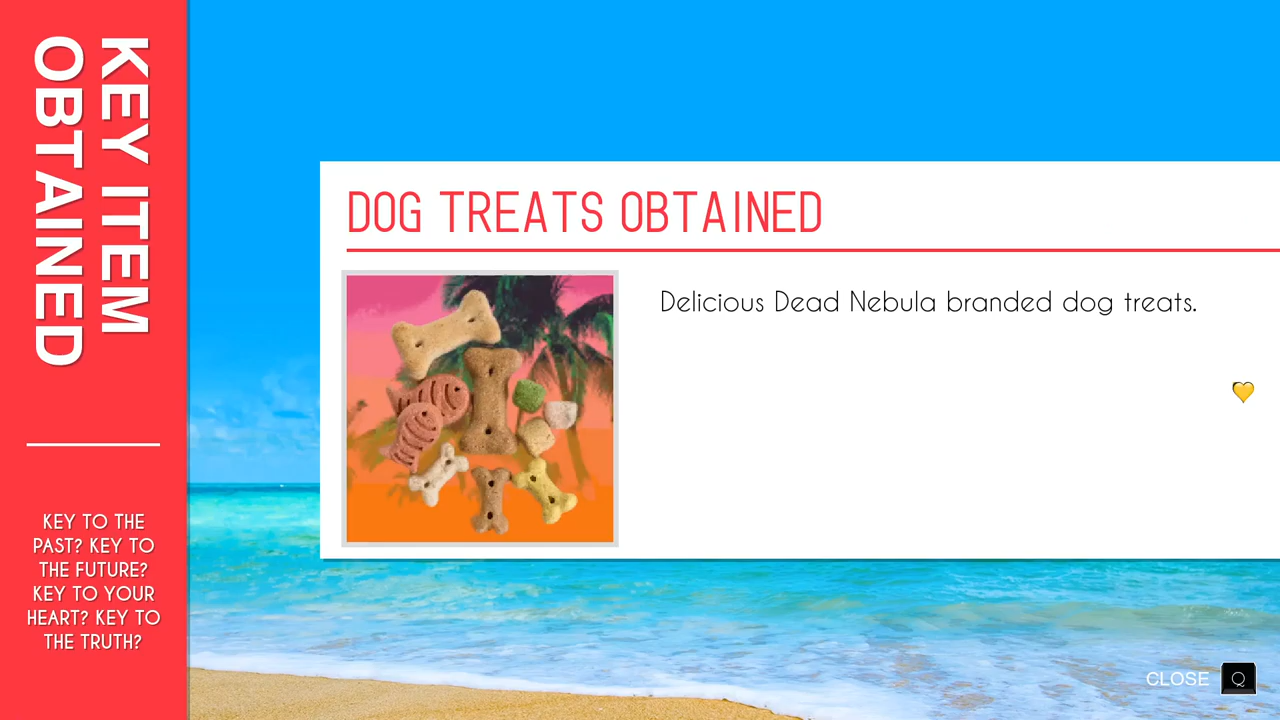 KEY ITEM
OBTAINED
KEY TO THE
PAST? KEY TO
THE FUTURE?
KEY TO YOUR
HEART? KEY TO
THE TRUTH?
DOG TREATS OBTAINED
Delicious Dead Nebula branded dog treats.
CLOSE Q